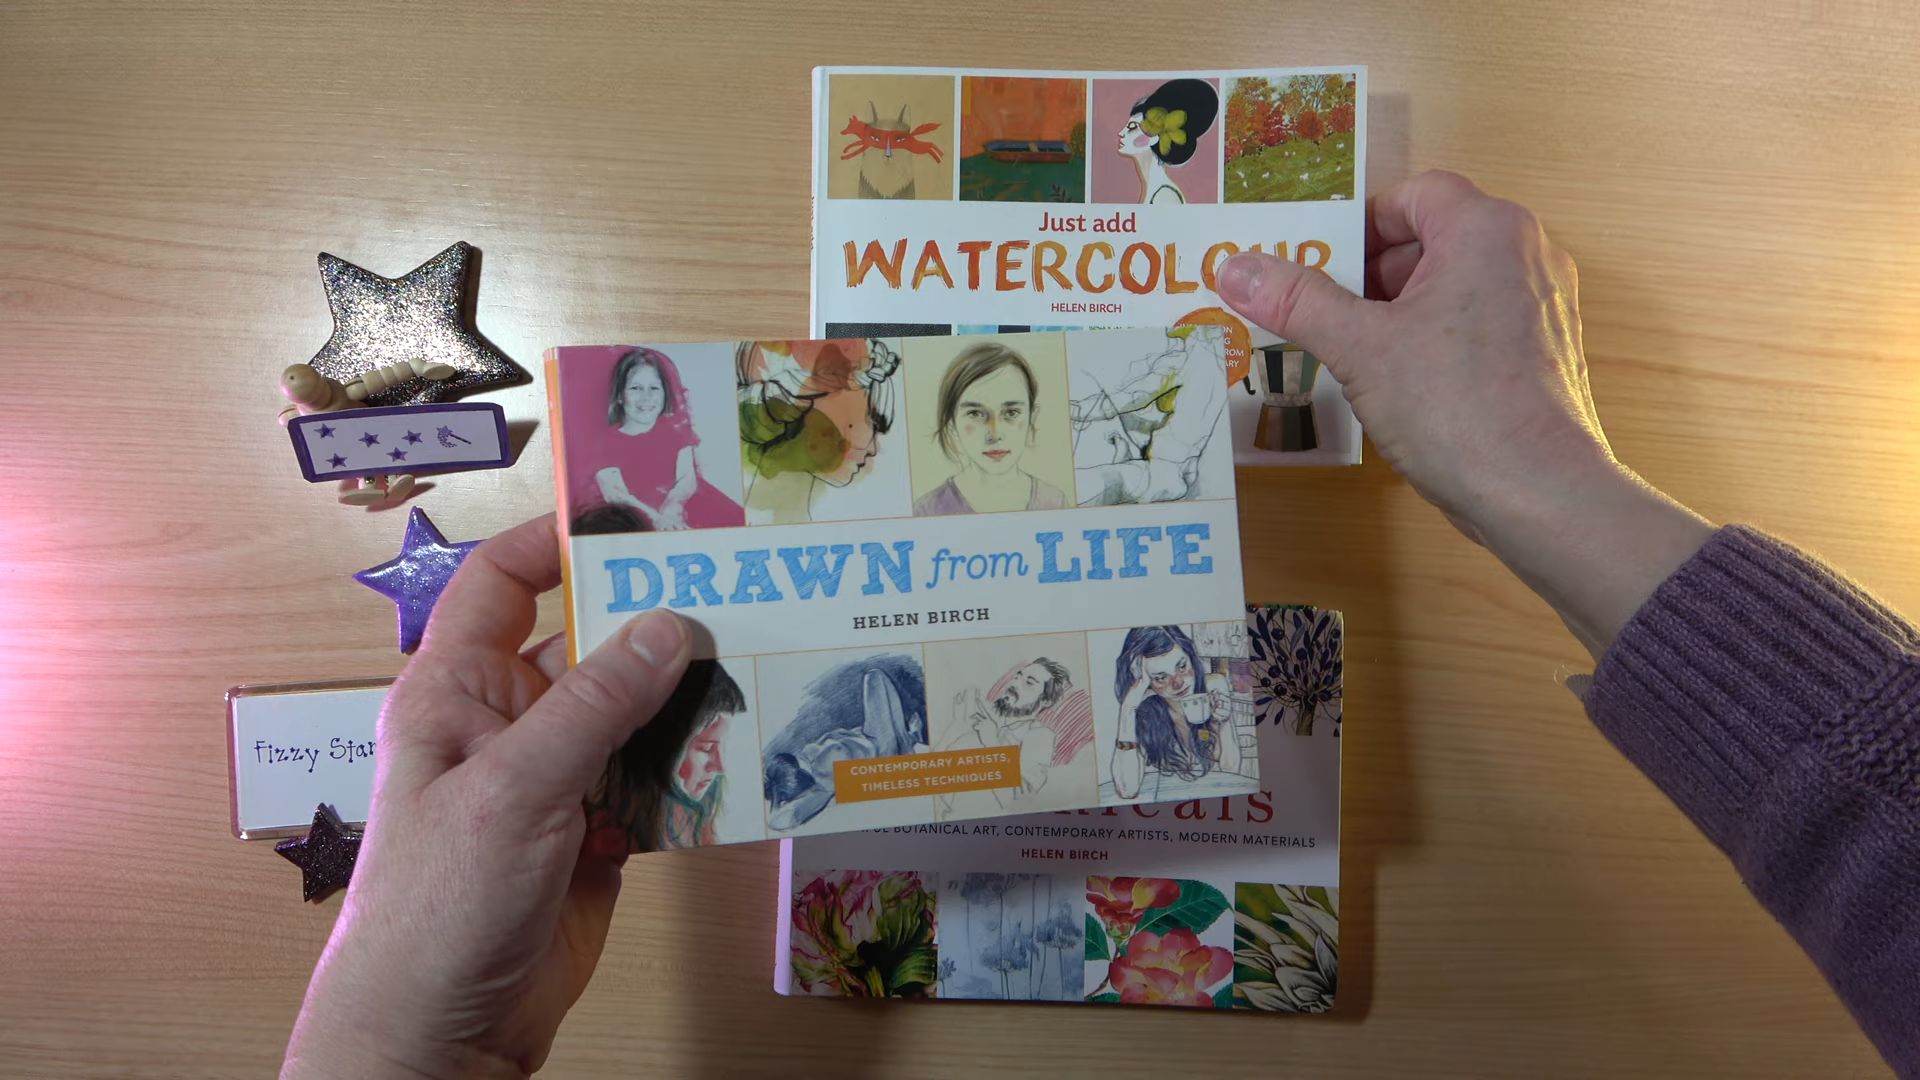 Just add
WATERCOLOUR
HELEN BIRCH
DRAWN from LIFE
HELEN BIRCH
CONTEMPORARY ARTISTS,
TIMELESS TECHNIQUES
Fizzy Star
BOTANICAL ART, CONTEMPORARY ARTISTS, MODERN MATERIALS
HELEN BIRCH